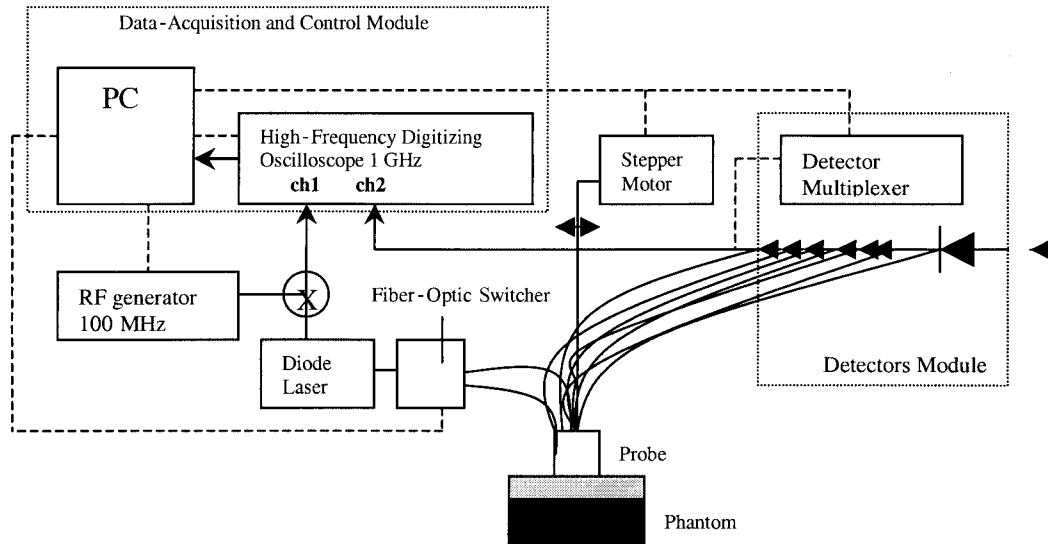 Data-Acquisition and Control Module
PC
High-Frequency Digitizing
Oscilloscope 1 GHz
ch1 ch2
Stepper
Motor
Detector
Multiplexer
RF generator
100 MHz
X
Fiber-Optic Switcher
Diode
Laser
Detectors Module
Probe
Phantom